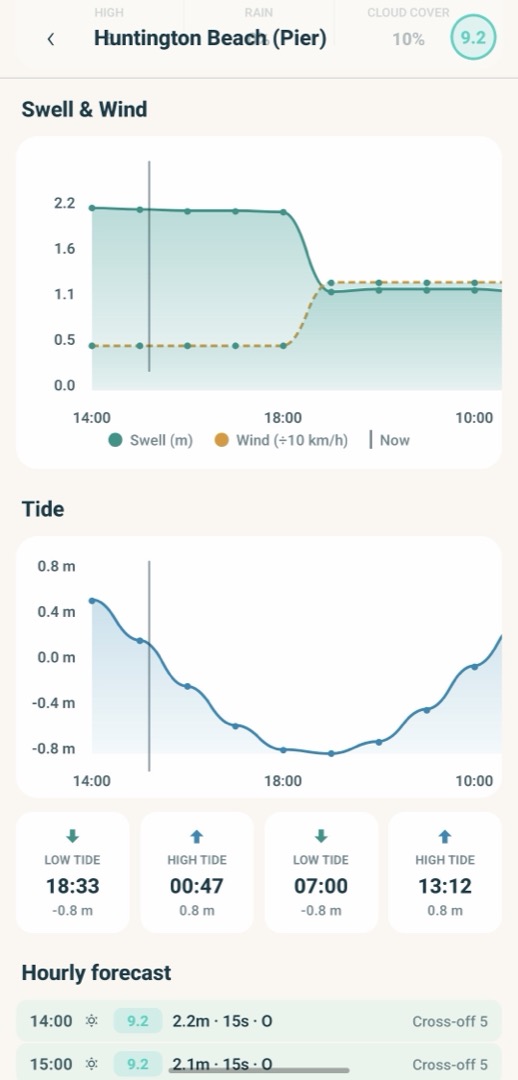 HIGH RAIN CLOUD COVER
Huntington Beach (Pier) 10% 9.2
Swell & Wind
2.2
1.6
1.1
0.5
0.0
14:00 18:00 10:00
Swell (m) Wind (÷10 km/h) Now
Tide
0.8 m
0.4 m
0.0 m
-0.4 m
-0.8 m
14:00 18:00 10:00
LOW TIDE HIGH TIDE LOW TIDE HIGH TIDE
18:33 00:47 07:00 13:12
-0.8 m 0.8 m -0.8 m 0.8 m
Hourly forecast
14:00 9.2 2.2m · 15s · O Cross-off 5
15:00 9.2 2.1m · 15s · O Cross-off 5